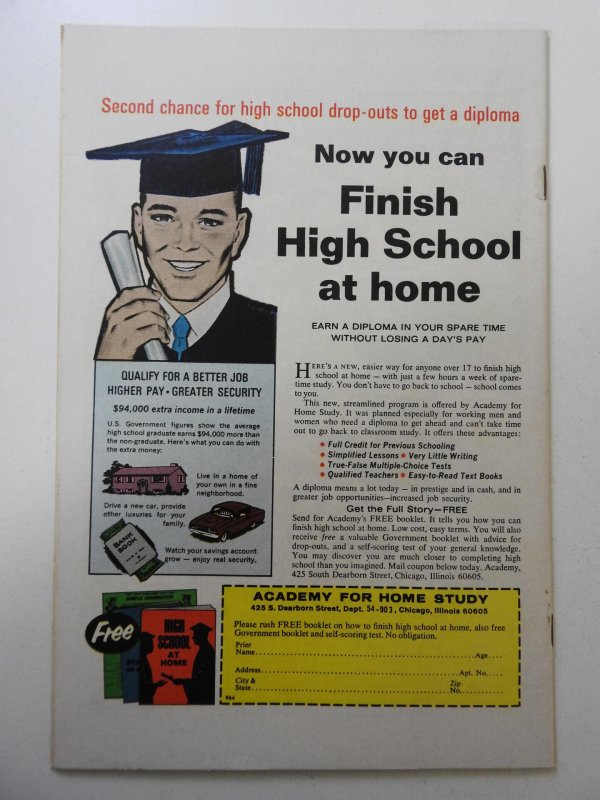 Second chance for high school drop-outs to get a diploma
Now you can
Finish
High School
at home
EARN A DIPLOMA IN YOUR SPARE TIME
WITHOUT LOSING A DAY'S PAY
QUALIFY FOR A BETTER JOB
HIGHER PAY • GREATER SECURITY
$94,000 extra income in a lifetime
U.S. Government figures show the average
high school graduate earns $94,000 more than
the non-graduate. Here's what you can do with
the extra money:
Live in a home of
your own in a fine
neighborhood.
Drive a new car, provide
other luxuries for your
family.
BANK
BOOK
Watch your savings account
grow — enjoy real security.
HERE'S A NEW, easier way for anyone over 17 to finish high
school at home — with just a few hours a week of spare-
time study. You don't have to go back to school — school comes
to you.
This new, streamlined program is offered by Academy for
Home Study. It was planned especially for working men and
women who need a diploma to get ahead and can't take time
out to go back to classroom study. It offers these advantages:
• Full Credit for Previous Schooling
• Simplified Lessons • Very Little Writing
• True-False Multiple-Choice Tests
• Qualified Teachers • Easy-to-Read Text Books
A diploma means a lot today — in prestige and in cash, and in
greater job opportunities—increased job security.
Get the Full Story—FREE
Send for Academy's FREE booklet. It tells you how you can
finish high school at home. Low cost, easy terms. You will also
receive free a valuable Government booklet with advice for
drop-outs, and a self-scoring test of your general knowledge.
You may discover you are much closer to completing high
school than you imagined. Mail coupon below today. Academy,
425 South Dearborn Street, Chicago, Illinois 60605.
Free
HIGH
SCHOOL
AT
HOME
ACADEMY FOR HOME STUDY
425 S. Dearborn Street, Dept. 54-903, Chicago, Illinois 60605
Please rush FREE booklet on how to finish high school at home, also free
Government booklet and self-scoring test. No obligation.
Print
Name Age
Address Apt. No.
City & Zip
State No.
964